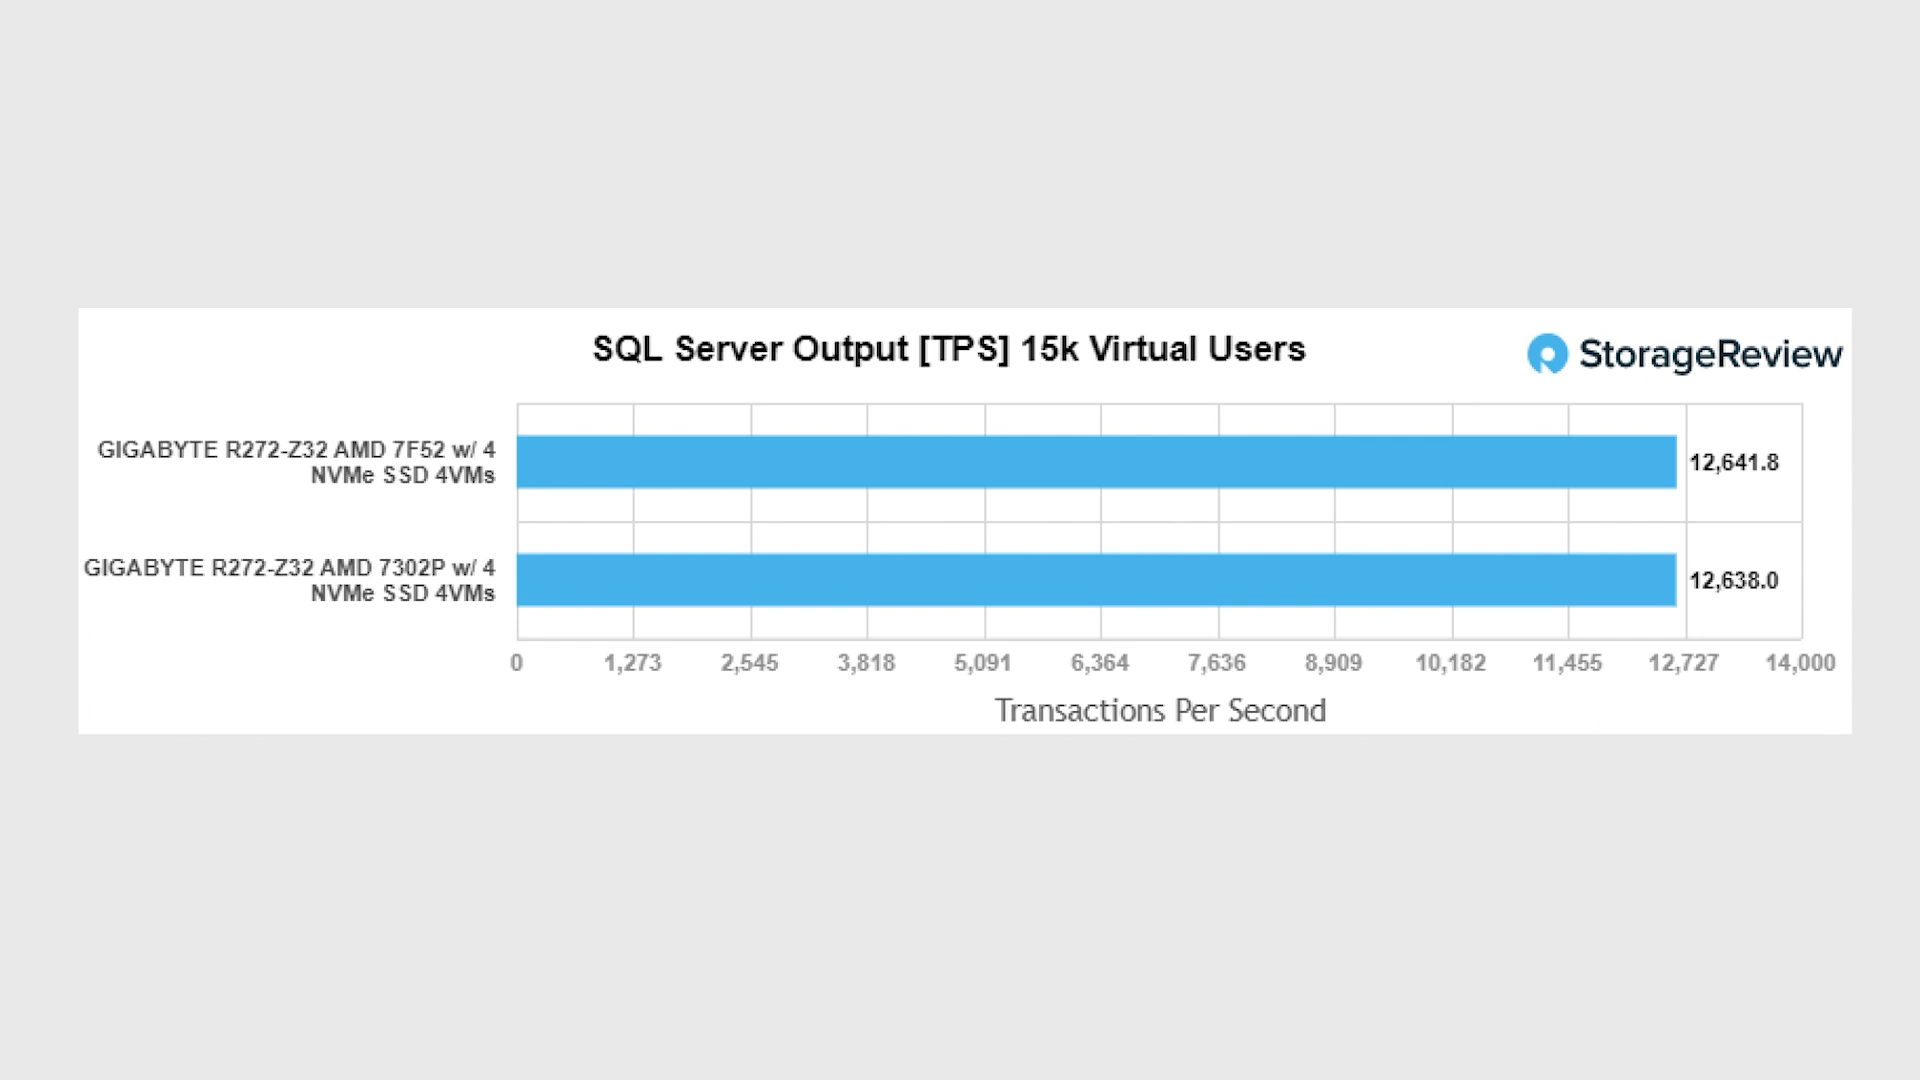 SQL Server Output [TPS] 15k Virtual Users
StorageReview
GIGABYTE R272-Z32 AMD 7F52 w/ 4
NVMe SSD 4VMs
12,641.8
GIGABYTE R272-Z32 AMD 7302P w/ 4
NVMe SSD 4VMs
12,638.0
0 1,273 2,545 3,818 5,091 6,364 7,636 8,909 10,182 11,455 12,727 14,000
Transactions Per Second